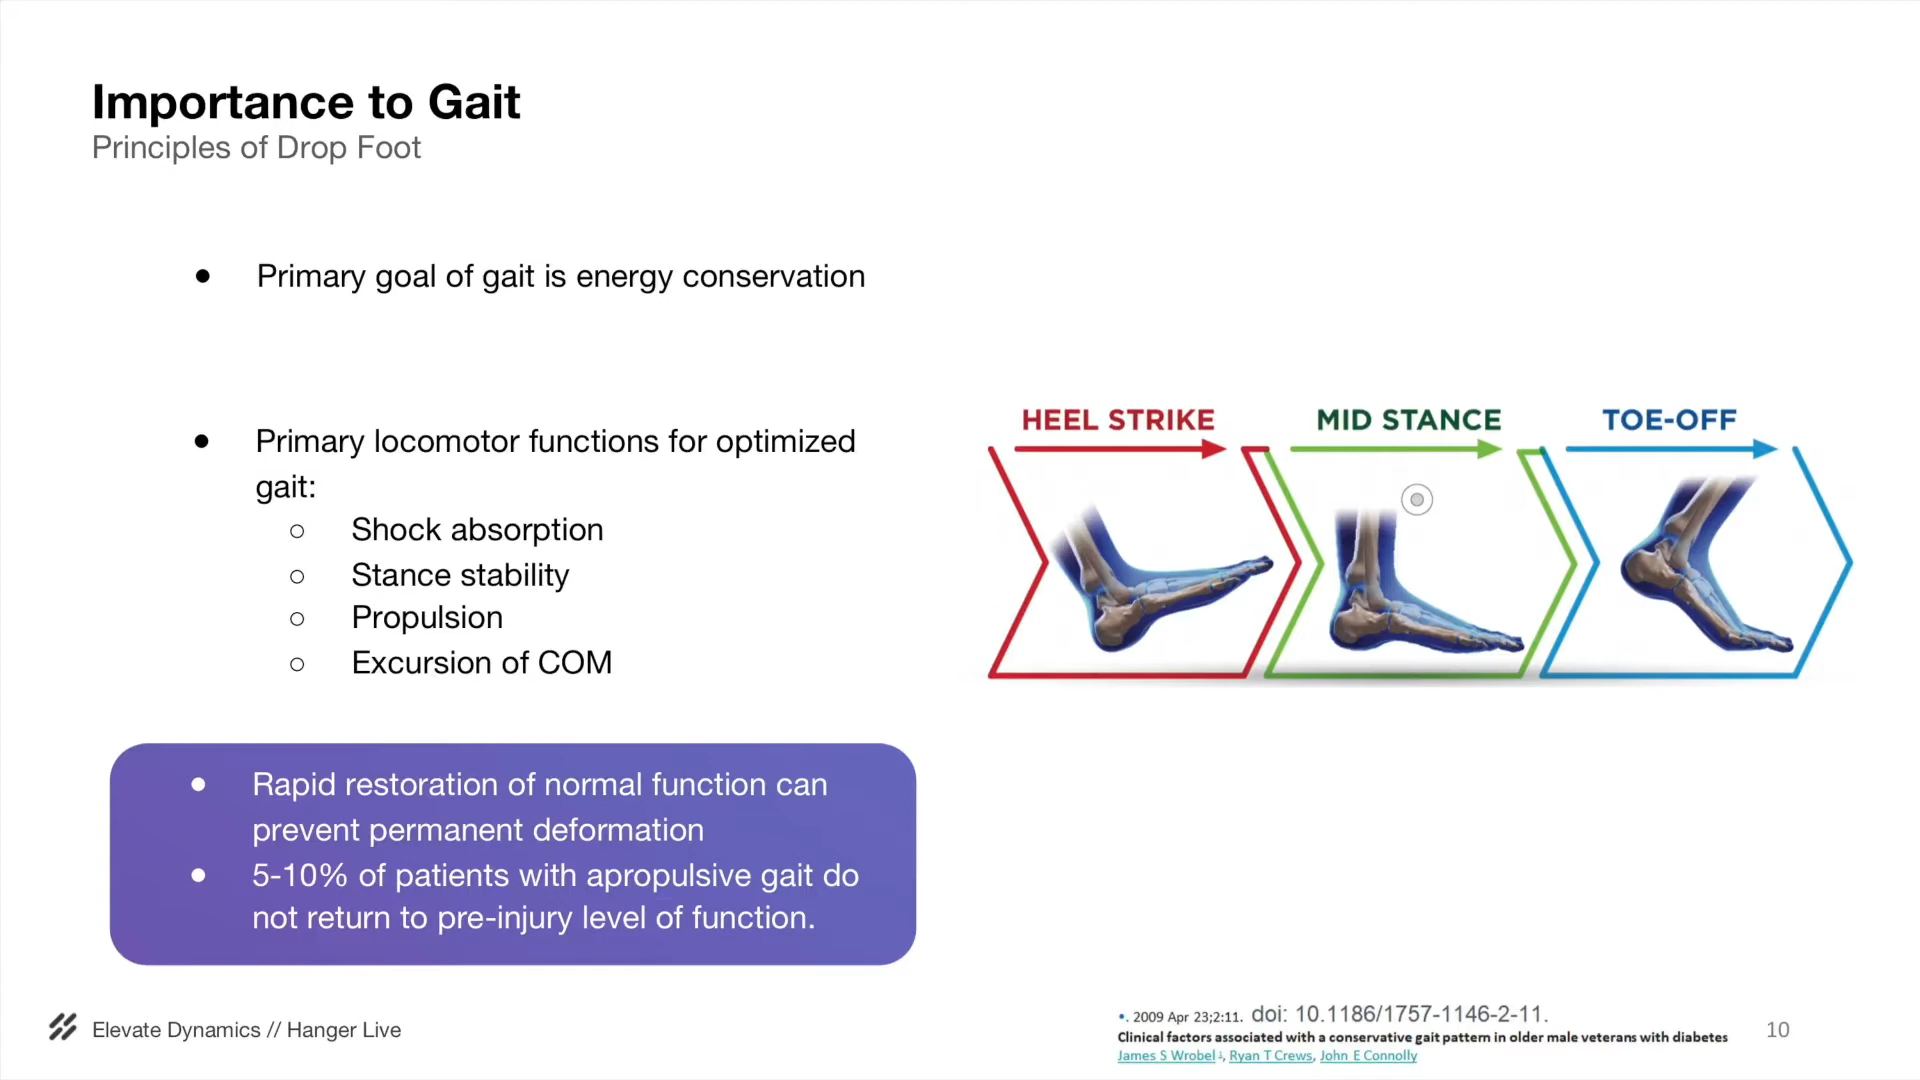 Importance to Gait
Principles of Drop Foot
● Primary goal of gait is energy conservation
● Primary locomotor functions for optimized
gait:
○ Shock absorption
○ Stance stability
○ Propulsion
○ Excursion of COM
HEEL STRIKE
MID STANCE
TOE-OFF
● Rapid restoration of normal function can
prevent permanent deformation
● 5-10% of patients with apropulsive gait do
not return to pre-injury level of function.
Elevate Dynamics // Hanger Live
•. 2009 Apr 23;2:11. doi: 10.1186/1757-1146-2-11.
Clinical factors associated with a conservative gait pattern in older male veterans with diabetes
James S Wrobel 1, Ryan T Crews, John E Connolly
10